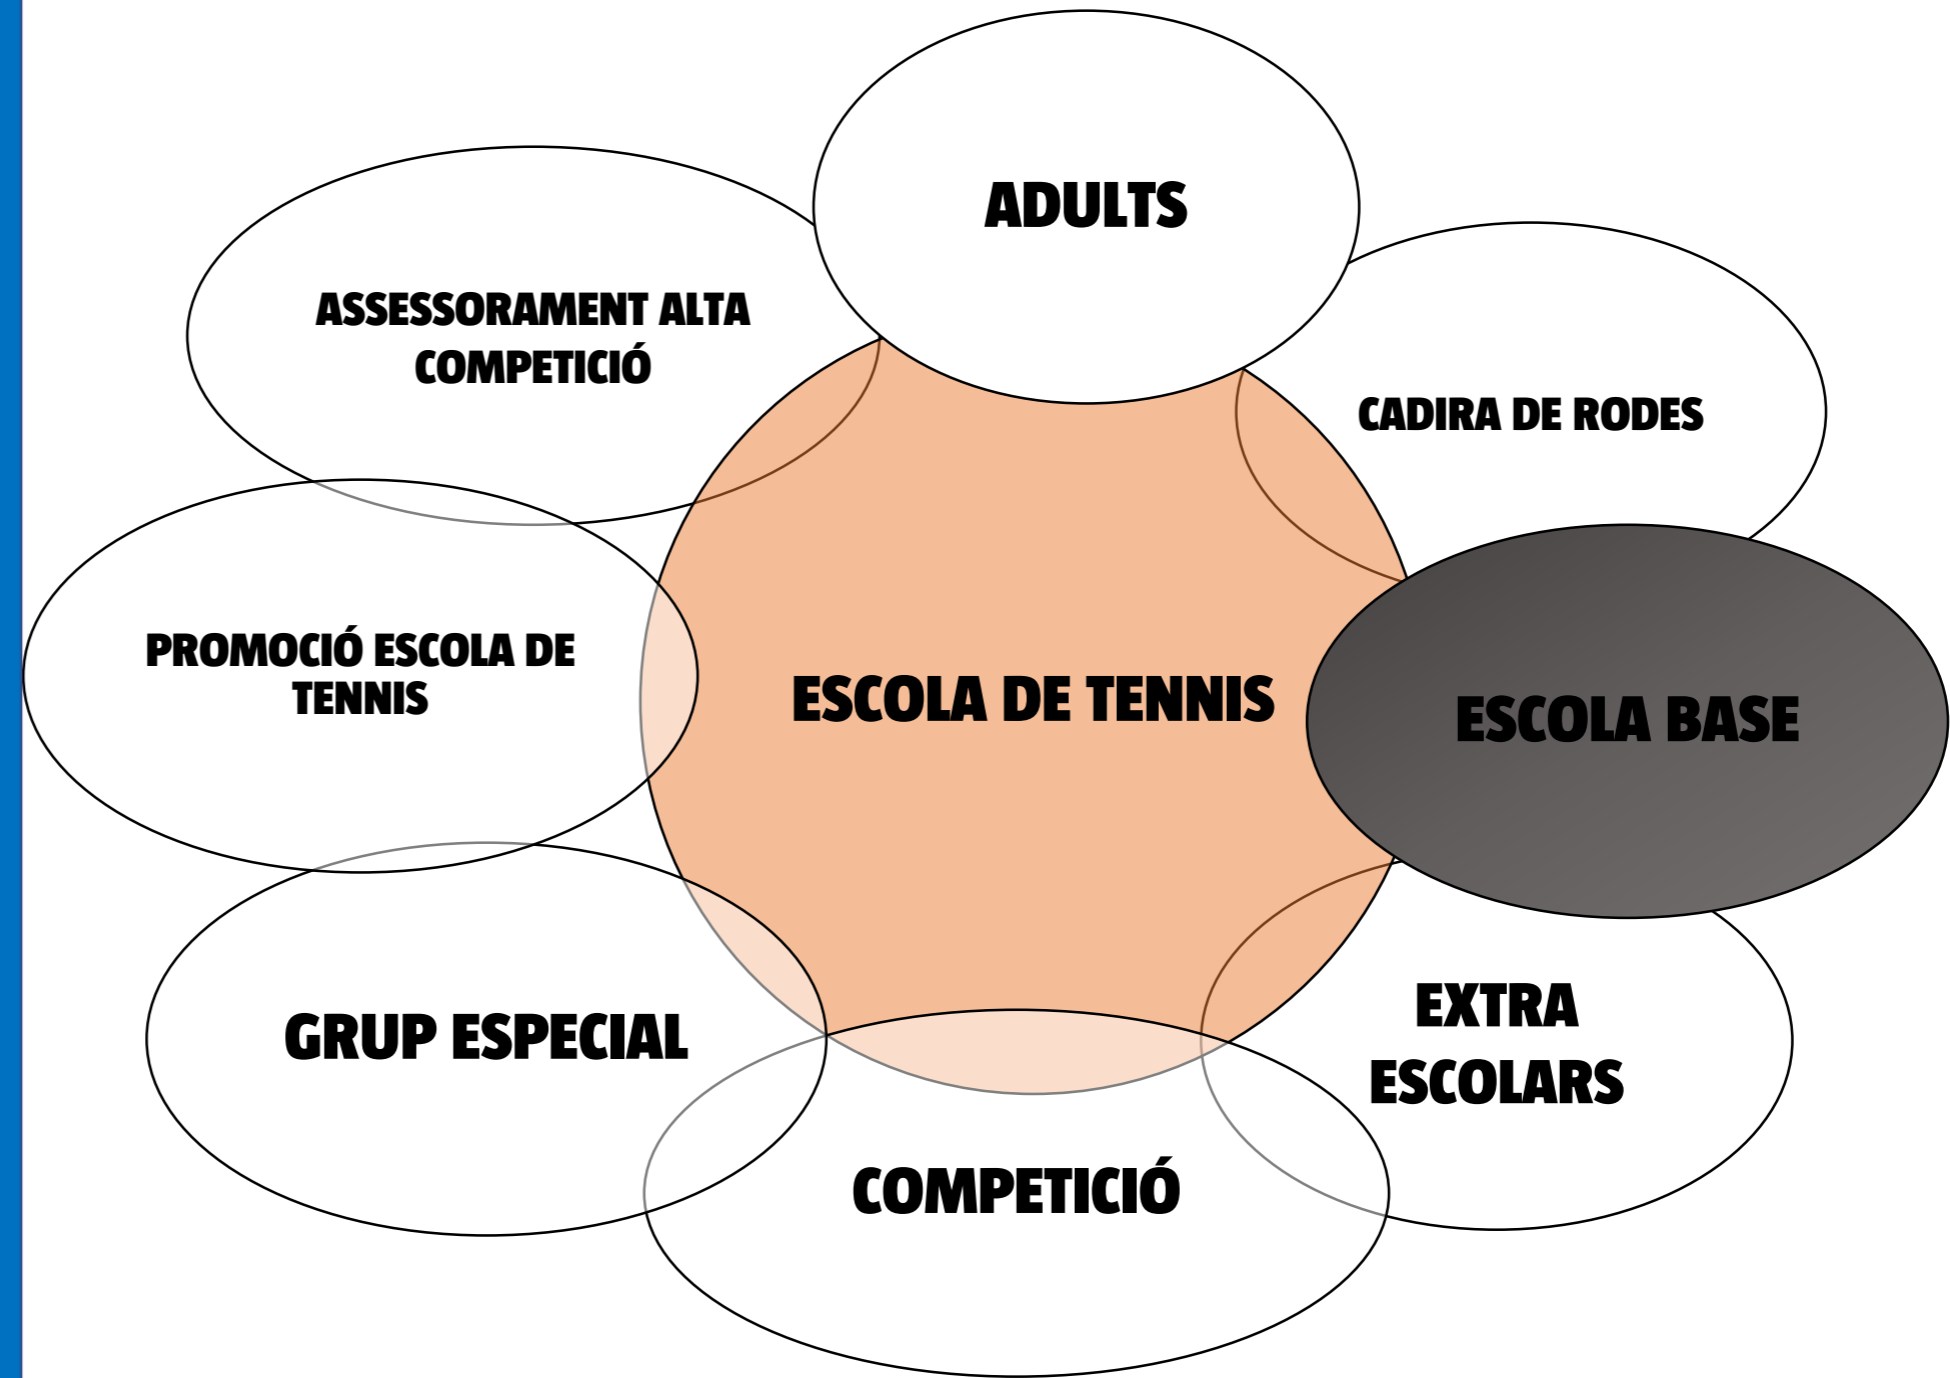 ADULTS
ASSESSORAMENT ALTA
COMPETICIÓ
CADIRA DE RODES
PROMOCIÓ ESCOLA DE
TENNIS
ESCOLA DE TENNIS
ESCOLA BASE
GRUP ESPECIAL
EXTRA
ESCOLARS
COMPETICIÓ